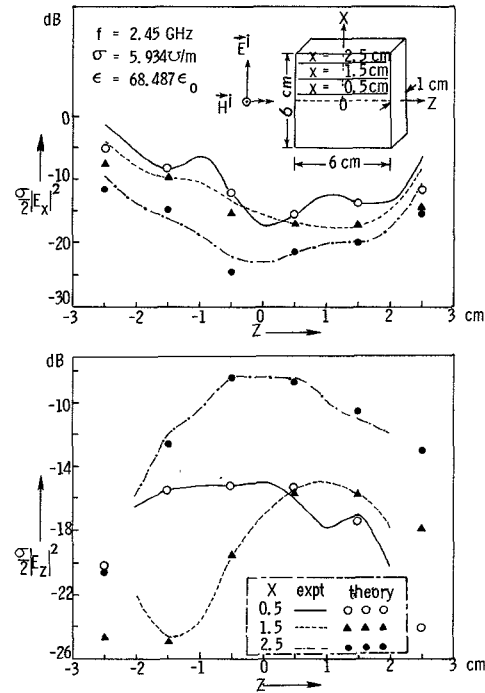 dB
f = 2.45 GHz
σ = 5.934℧/m
ϵ = 68.487ϵ₀
E⃗ⁱ
H⃗ⁱ
X
x = 2.5 cm
x = 1.5 cm
x = 0.5 cm
0
Z
6 cm
6 cm
1 cm
0
-10
-20
-30
σ/2|Eₓ|²
-3 -2 -1 0 1 2 3 cm
Z
dB
-10
-14
-18
-22
-26
σ/2|E_z|²
X expt theory
0.5
1.5
2.5
-3 -2 -1 0 1 2 3 cm
Z